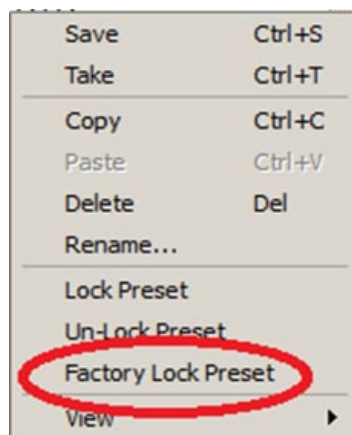 Save Ctrl+S
Take Ctrl+T
Copy Ctrl+C
Paste Ctrl+V
Delete Del
Rename...
Lock Preset
Un-Lock Preset
Factory Lock Preset
View